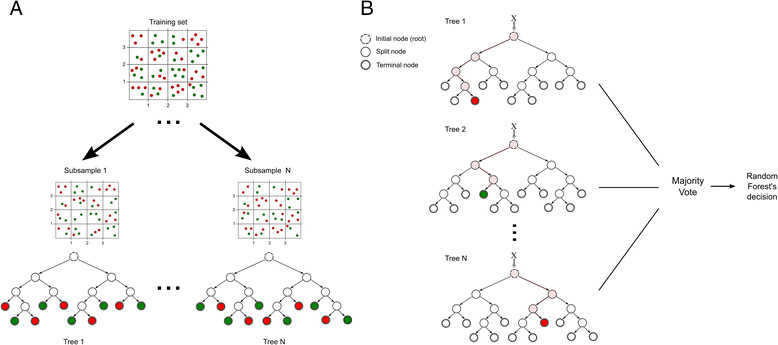 A
Training set
3
2
1
1 2 3
...
Subsample 1
3
2
1
1 2 3
Subsample N
3
2
1
1 2 3
...
Tree 1
Tree N
B
Initial node (root)
Split node
Terminal node
Tree 1
X
Tree 2
X
Tree N
X
Majority
Vote
Random
Forest's
decision